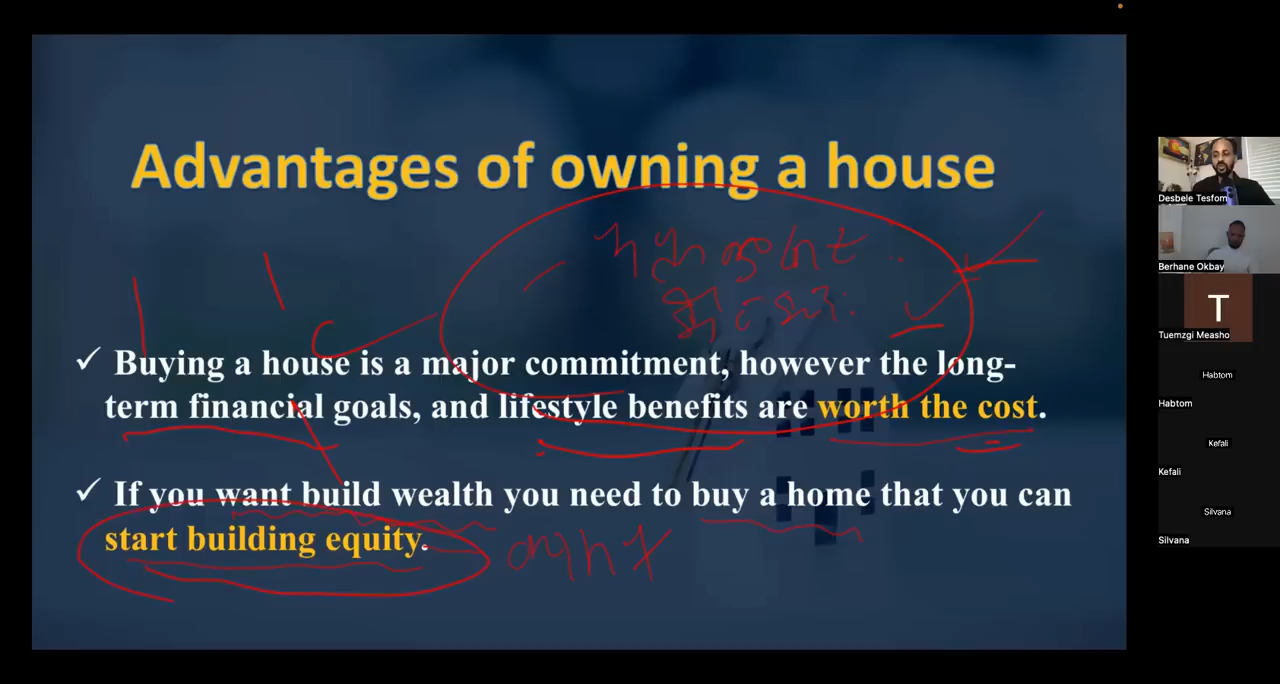 Advantages of owning a house
✓ Buying a house is a major commitment, however the long-
term financial goals, and lifestyle benefits are worth the cost.
✓ If you want build wealth you need to buy a home that you can
start building equity.
Desbele Tesfom
Berhane Okbay
T
Tuemzgi Measho
Habtom
Habtom
Kefali
Kefali
Silvana
Silvana